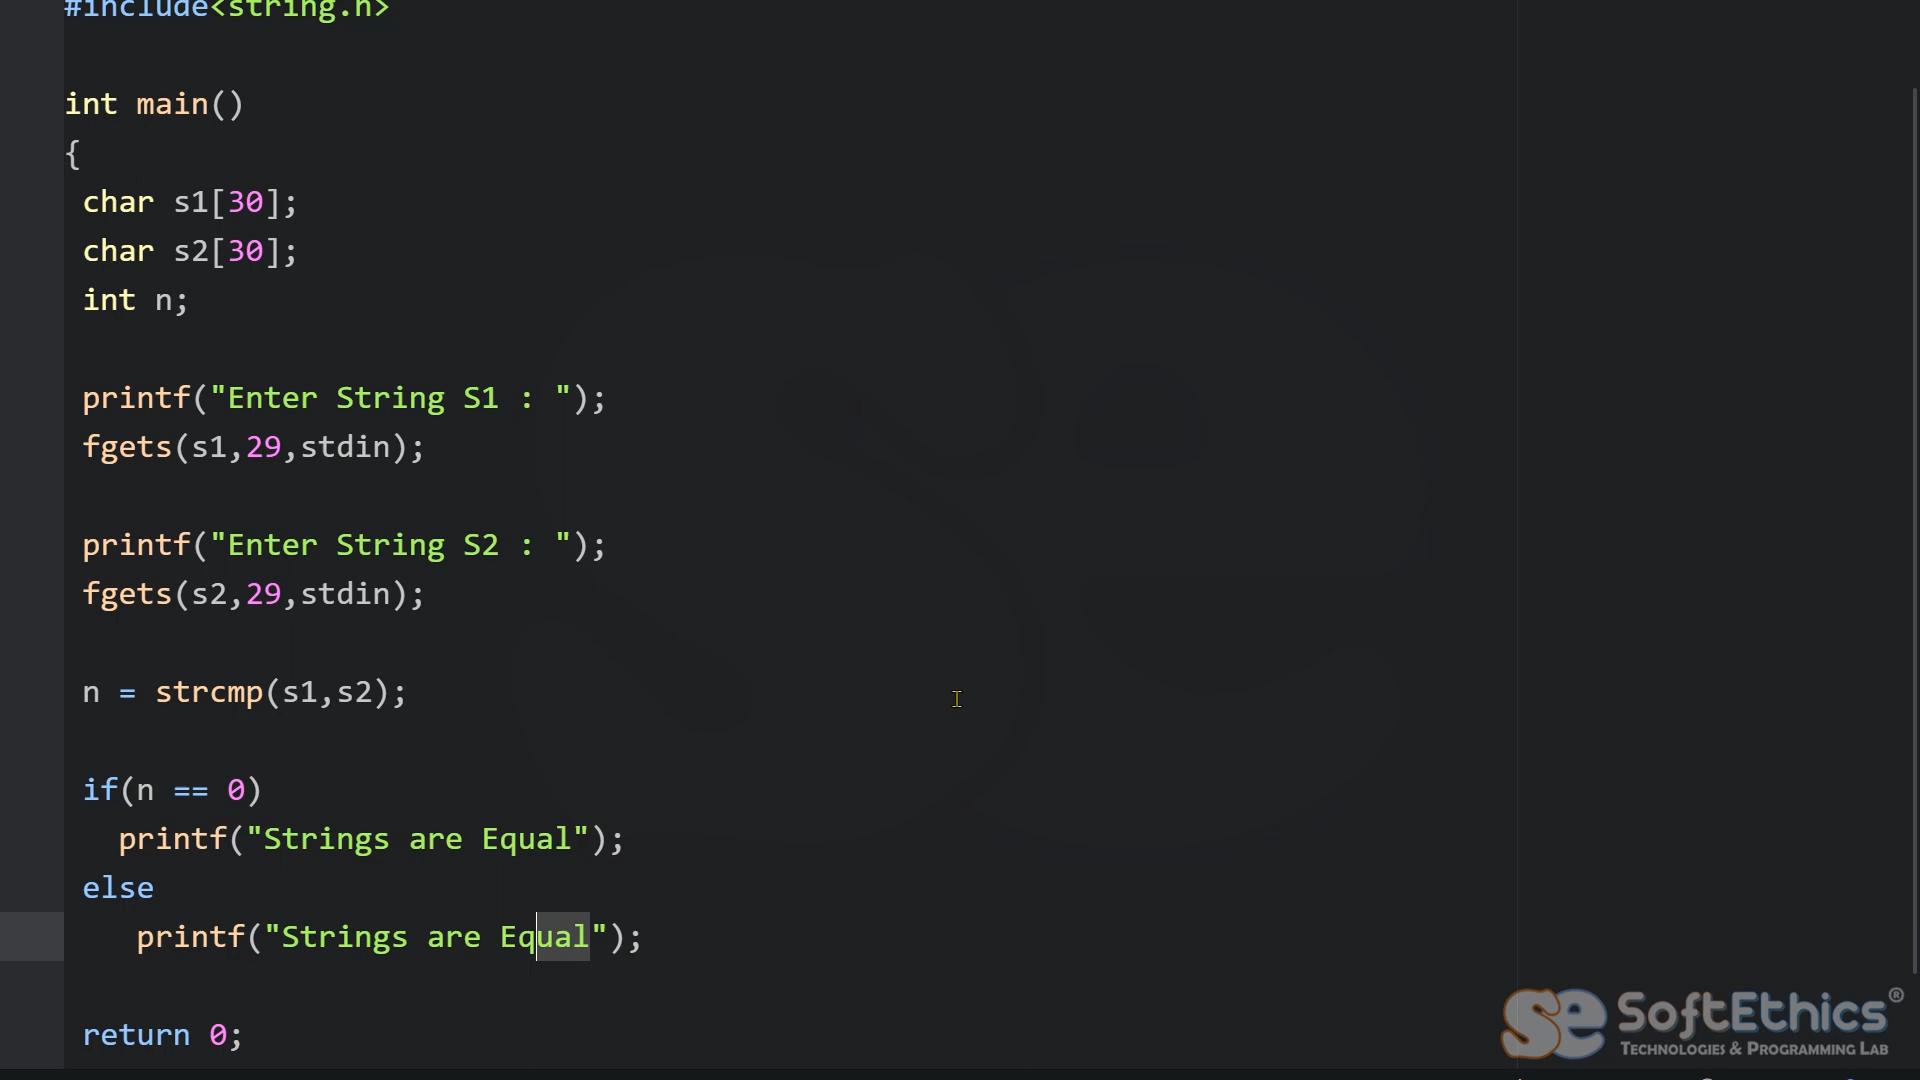 #include<string.h>
int main()
{
char s1[30];
char s2[30];
int n;
printf("Enter String S1 : ");
fgets(s1,29,stdin);
printf("Enter String S2 : ");
fgets(s2,29,stdin);
n = strcmp(s1,s2);
if(n == 0)
printf("Strings are Equal");
else
printf("Strings are Equal");
return 0;
se SoftEthics®
TECHNOLOGIES & PROGRAMMING LAB